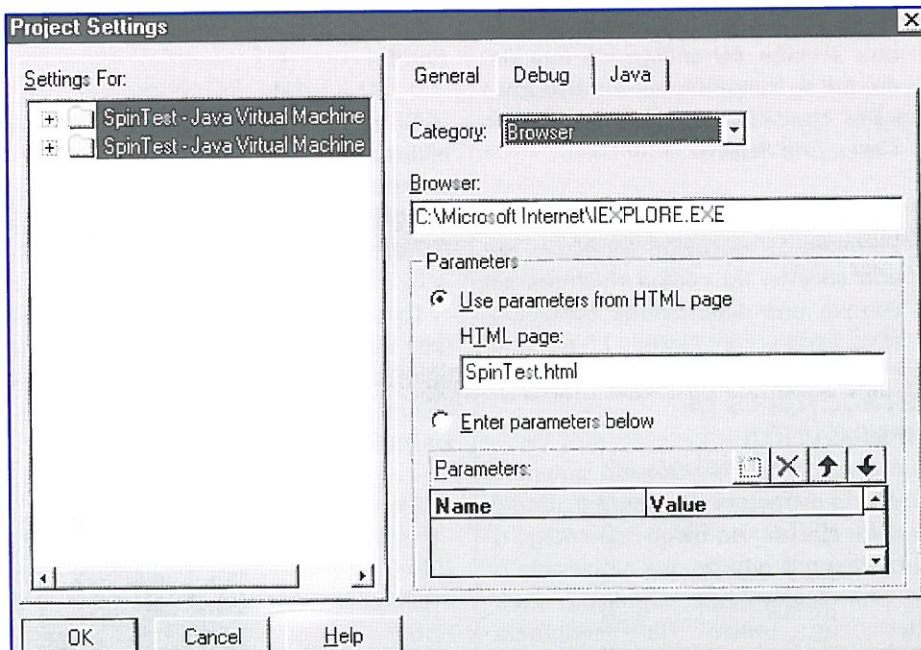 Project Settings
Settings For:
SpinTest - Java Virtual Machine
SpinTest - Java Virtual Machine
General Debug Java
Category: Browser
Browser:
C:\Microsoft Internet\IEXPLORE.EXE
Parameters
Use parameters from HTML page
HTML page:
SpinTest.html
Enter parameters below
Parameters:
Name Value
OK Cancel Help